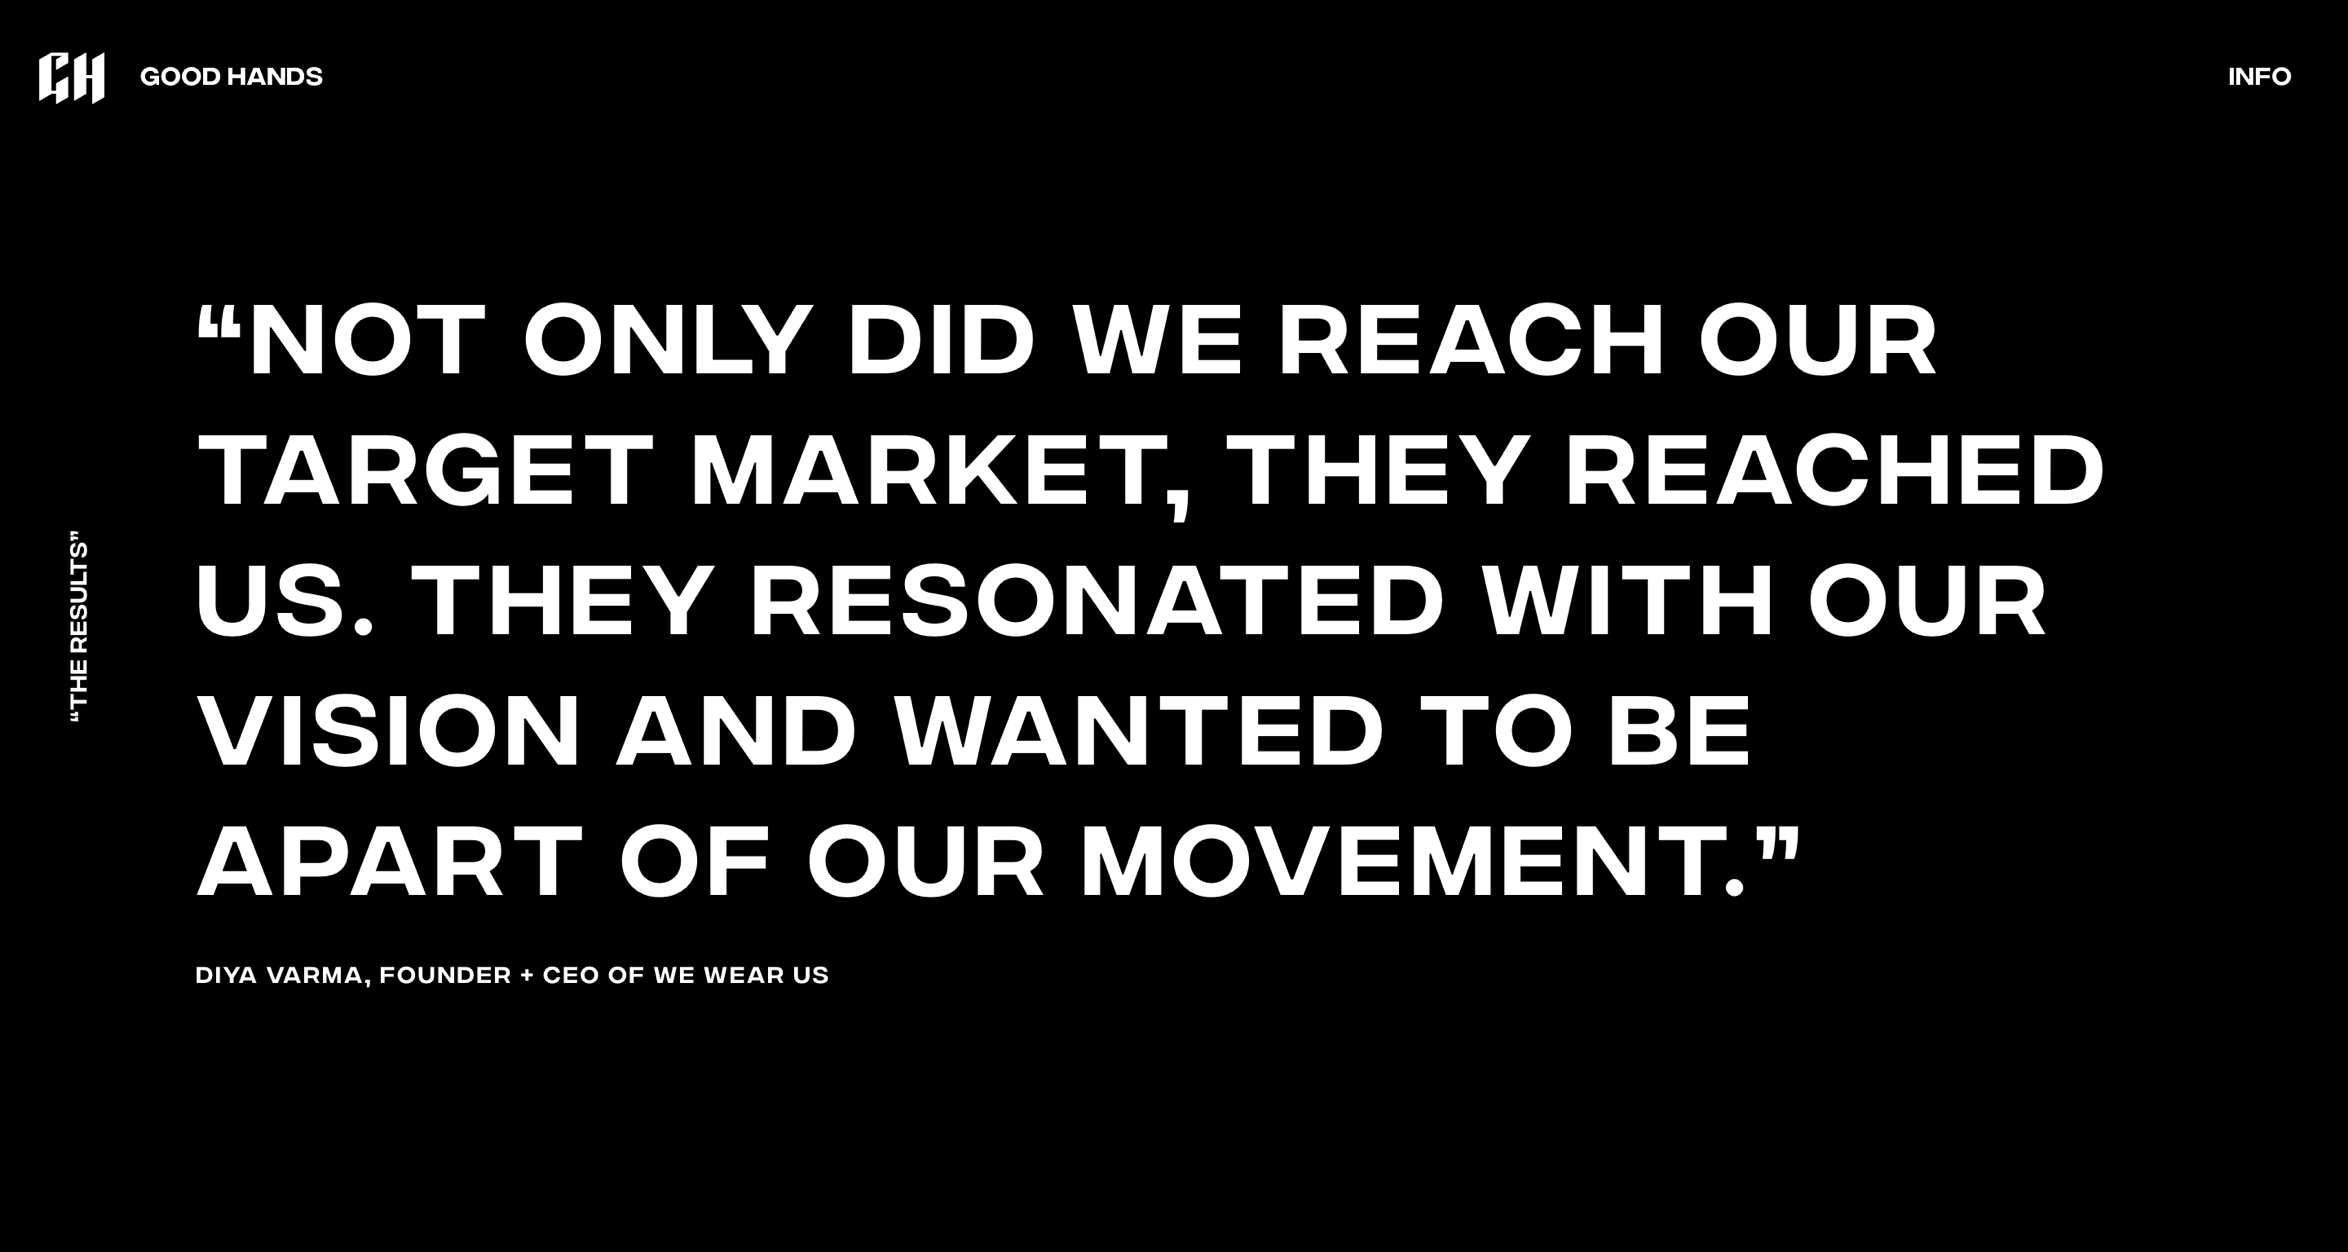 GH
GOOD HANDS
INFO
“THE RESULTS”
“NOT ONLY DID WE REACH OUR
TARGET MARKET, THEY REACHED
US. THEY RESONATED WITH OUR
VISION AND WANTED TO BE
APART OF OUR MOVEMENT.”
DIYA VARMA, FOUNDER + CEO OF WE WEAR US